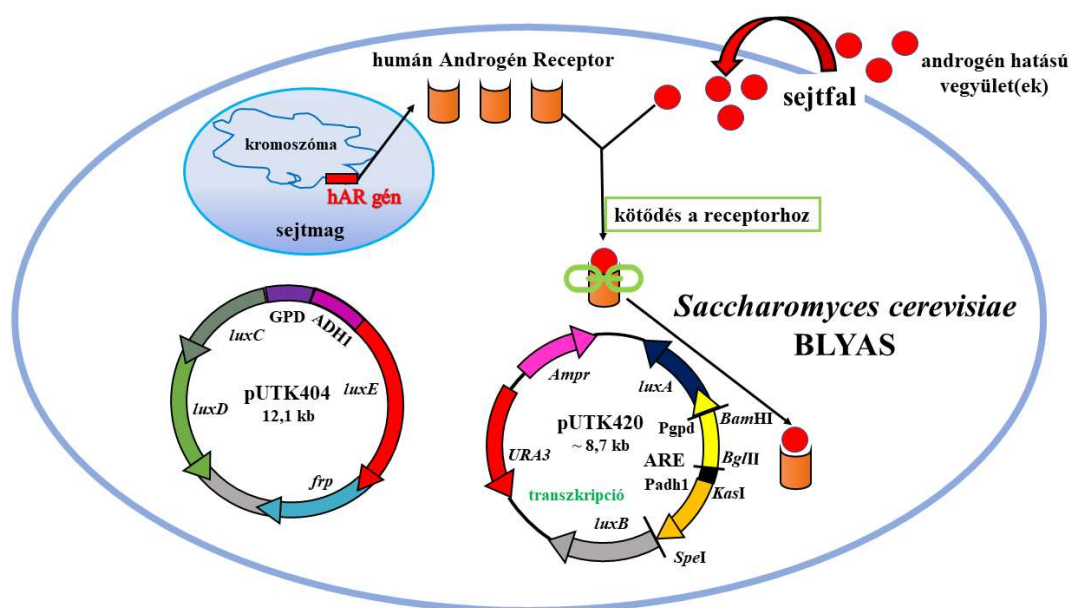 humán Androgén Receptor
androgén hatású
vegyület(ek)
sejtfal
kromoszóma
hAR gén
sejtmag
kötődés a receptorhoz
Saccharomyces cerevisiae
BLYAS
GPD
ADH1
luxC
luxE
luxD
frp
pUTK404
12,1 kb
Ampr
luxA
pUTK420
~ 8,7 kb
Pgpd
BamHI
URA3
ARE
BglII
Padh1
KasI
transzkripció
luxB
SpeI